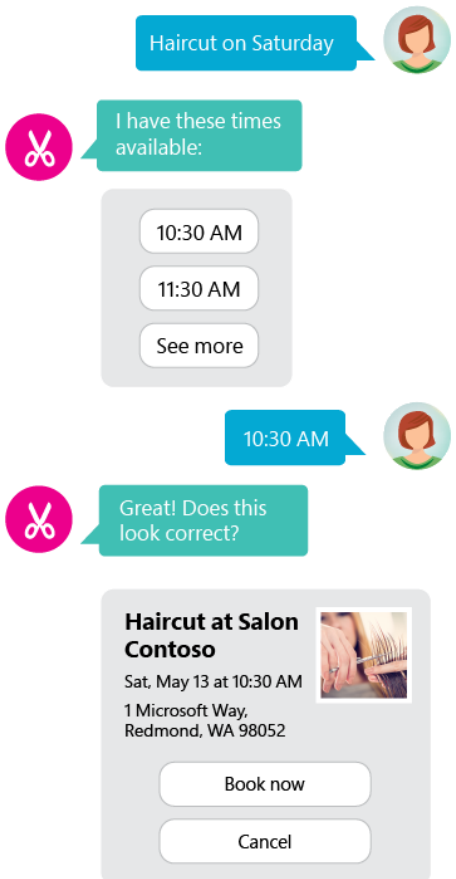 Haircut on Saturday
I have these times
available:
10:30 AM
11:30 AM
See more
10:30 AM
Great! Does this
look correct?
Haircut at Salon
Contoso
Sat, May 13 at 10:30 AM
1 Microsoft Way,
Redmond, WA 98052
Book now
Cancel